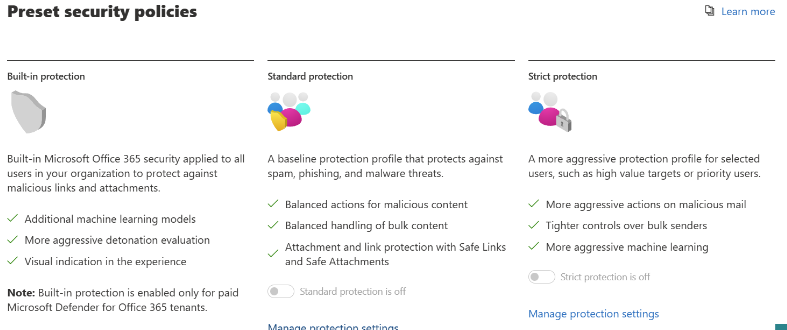 Preset security policies
Learn more
Built-in protection
Built-in Microsoft Office 365 security applied to all
users in your organization to protect against
malicious links and attachments.
Additional machine learning models
More aggressive detonation evaluation
Visual indication in the experience
Note: Built-in protection is enabled only for paid
Microsoft Defender for Office 365 tenants.
Standard protection
A baseline protection profile that protects against
spam, phishing, and malware threats.
Balanced actions for malicious content
Balanced handling of bulk content
Attachment and link protection with Safe Links
and Safe Attachments
Standard protection is off
Manage protection settings
Strict protection
A more aggressive protection profile for selected
users, such as high value targets or priority users.
More aggressive actions on malicious mail
Tighter controls over bulk senders
More aggressive machine learning
Strict protection is off
Manage protection settings